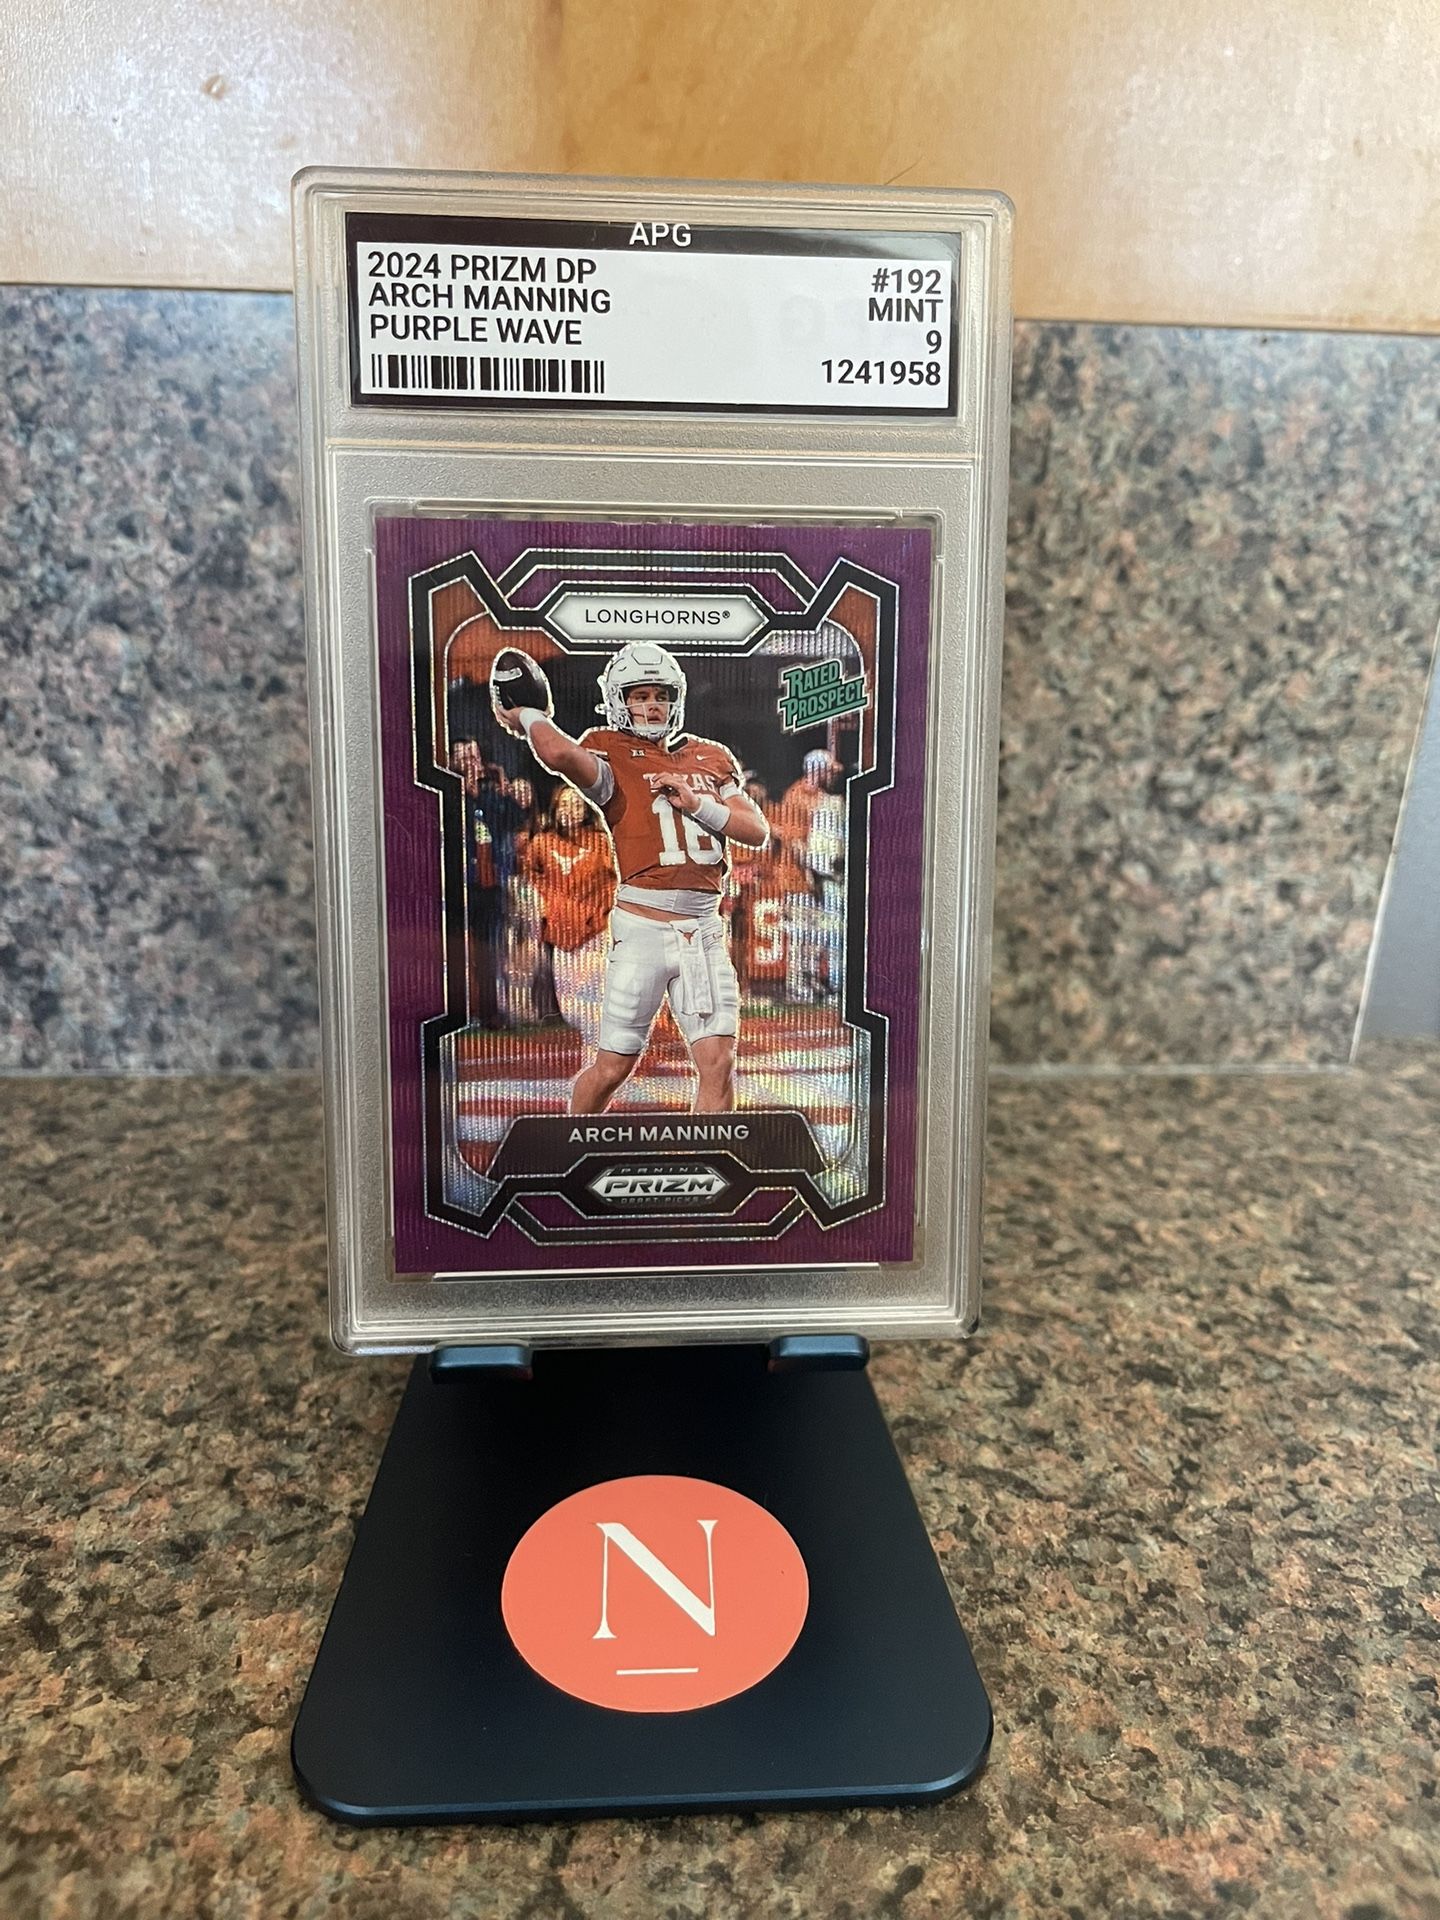 APG
2024 PRIZM DP
ARCH MANNING
PURPLE WAVE
#192
MINT
9
1241958
LONGHORNS®
RATED
PROSPECT
TEXAS
16
ARCH MANNING
PANINI
PRIZM
DRAFT PICKS
N